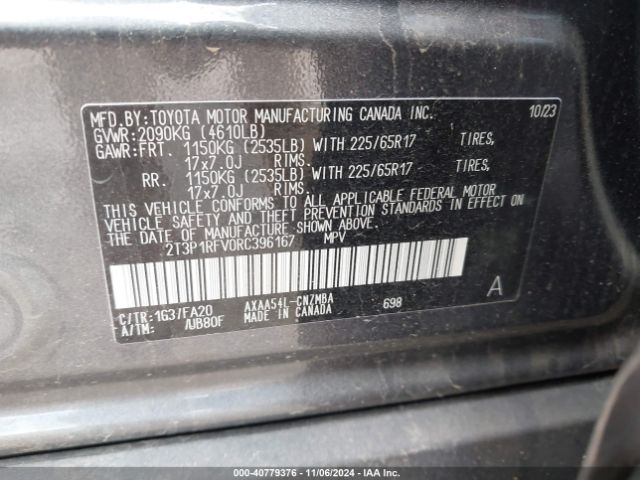 MFD.BY:TOYOTA MOTOR MANUFACTURING CANADA INC. 10/23
GVWR:2090KG (4610LB)
GAWR:FRT. 1150KG (2535LB) WITH 225/65R17 TIRES,
17x7.0J RIMS.
RR. 1150KG (2535LB) WITH 225/65R17 TIRES,
17x7.0J RIMS.
THIS VEHICLE CONFORMS TO ALL APPLICABLE FEDERAL MOTOR
VEHICLE SAFETY AND THEFT PREVENTION STANDARDS IN EFFECT ON
THE DATE OF MANUFACTURE SHOWN ABOVE.
2T3P1RFV0RC396167 MPV
C/TR:1G3/FA20 AXAA54L-CNZMBA 698 A
A/TM: /UB80F MADE IN CANADA
000-40779376 - 11/06/2024 - IAA Inc.